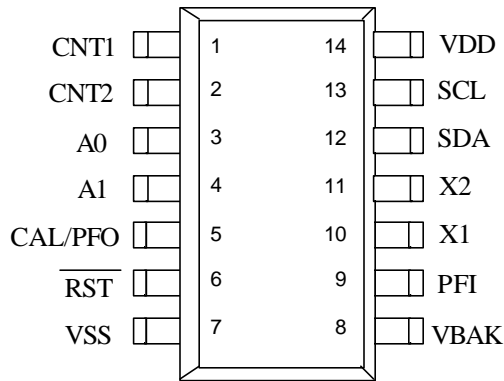 CNT1 1 14 VDD
CNT2 2 13 SCL
A0 3 12 SDA
A1 4 11 X2
CAL/PFO 5 10 X1
RST 6 9 PFI
VSS 7 8 VBAK